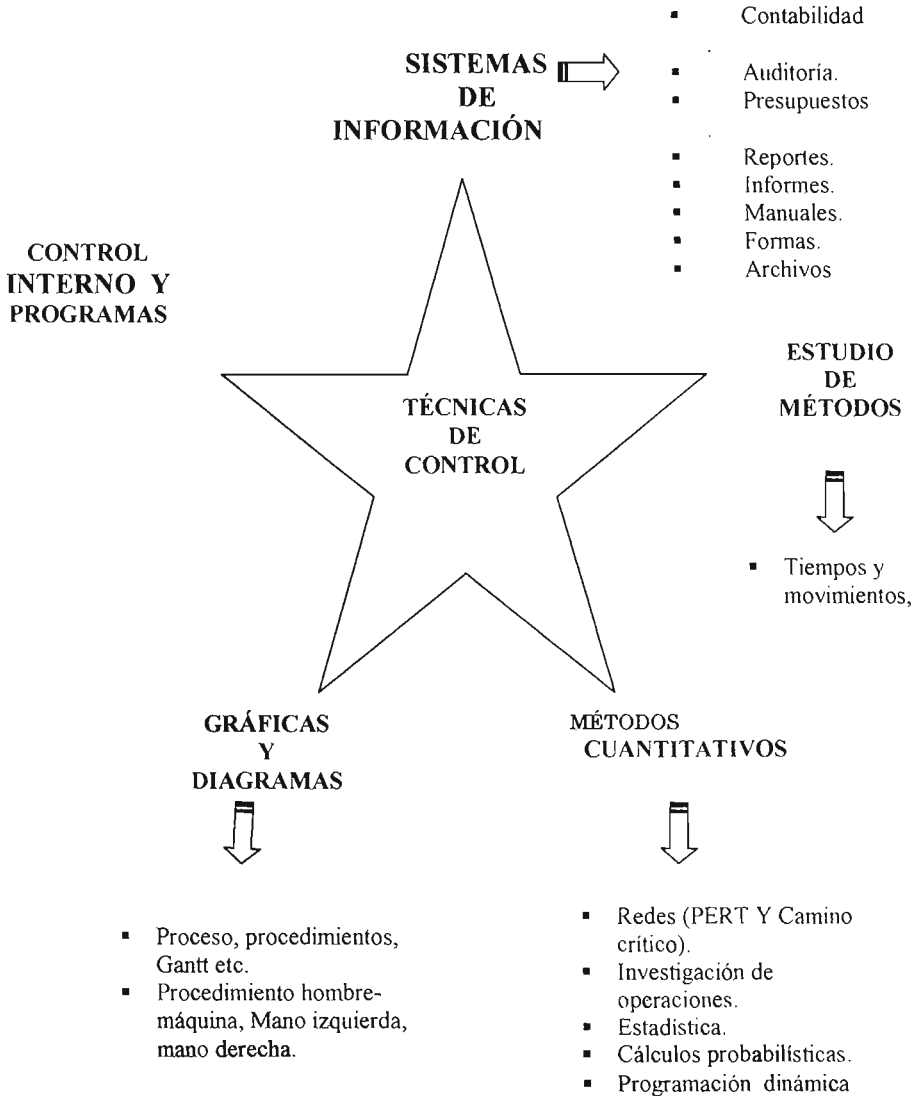 ▪ Contabilidad
▪ Auditoría.
▪ Presupuestos
▪ Reportes.
▪ Informes.
▪ Manuales.
▪ Formas.
▪ Archivos
SISTEMAS
DE
INFORMACIÓN
CONTROL
INTERNO Y
PROGRAMAS
ESTUDIO
DE
MÉTODOS
▪ Tiempos y
movimientos,
TÉCNICAS
DE
CONTROL
GRÁFICAS
Y
DIAGRAMAS
▪ Proceso, procedimientos,
Gantt etc.
▪ Procedimiento hombre-
máquina, Mano izquierda,
mano derecha.
MÉTODOS
CUANTITATIVOS
▪ Redes (PERT Y Camino
crítico).
▪ Investigación de
operaciones.
▪ Estadística.
▪ Cálculos probabilísticas.
▪ Programación dinámica